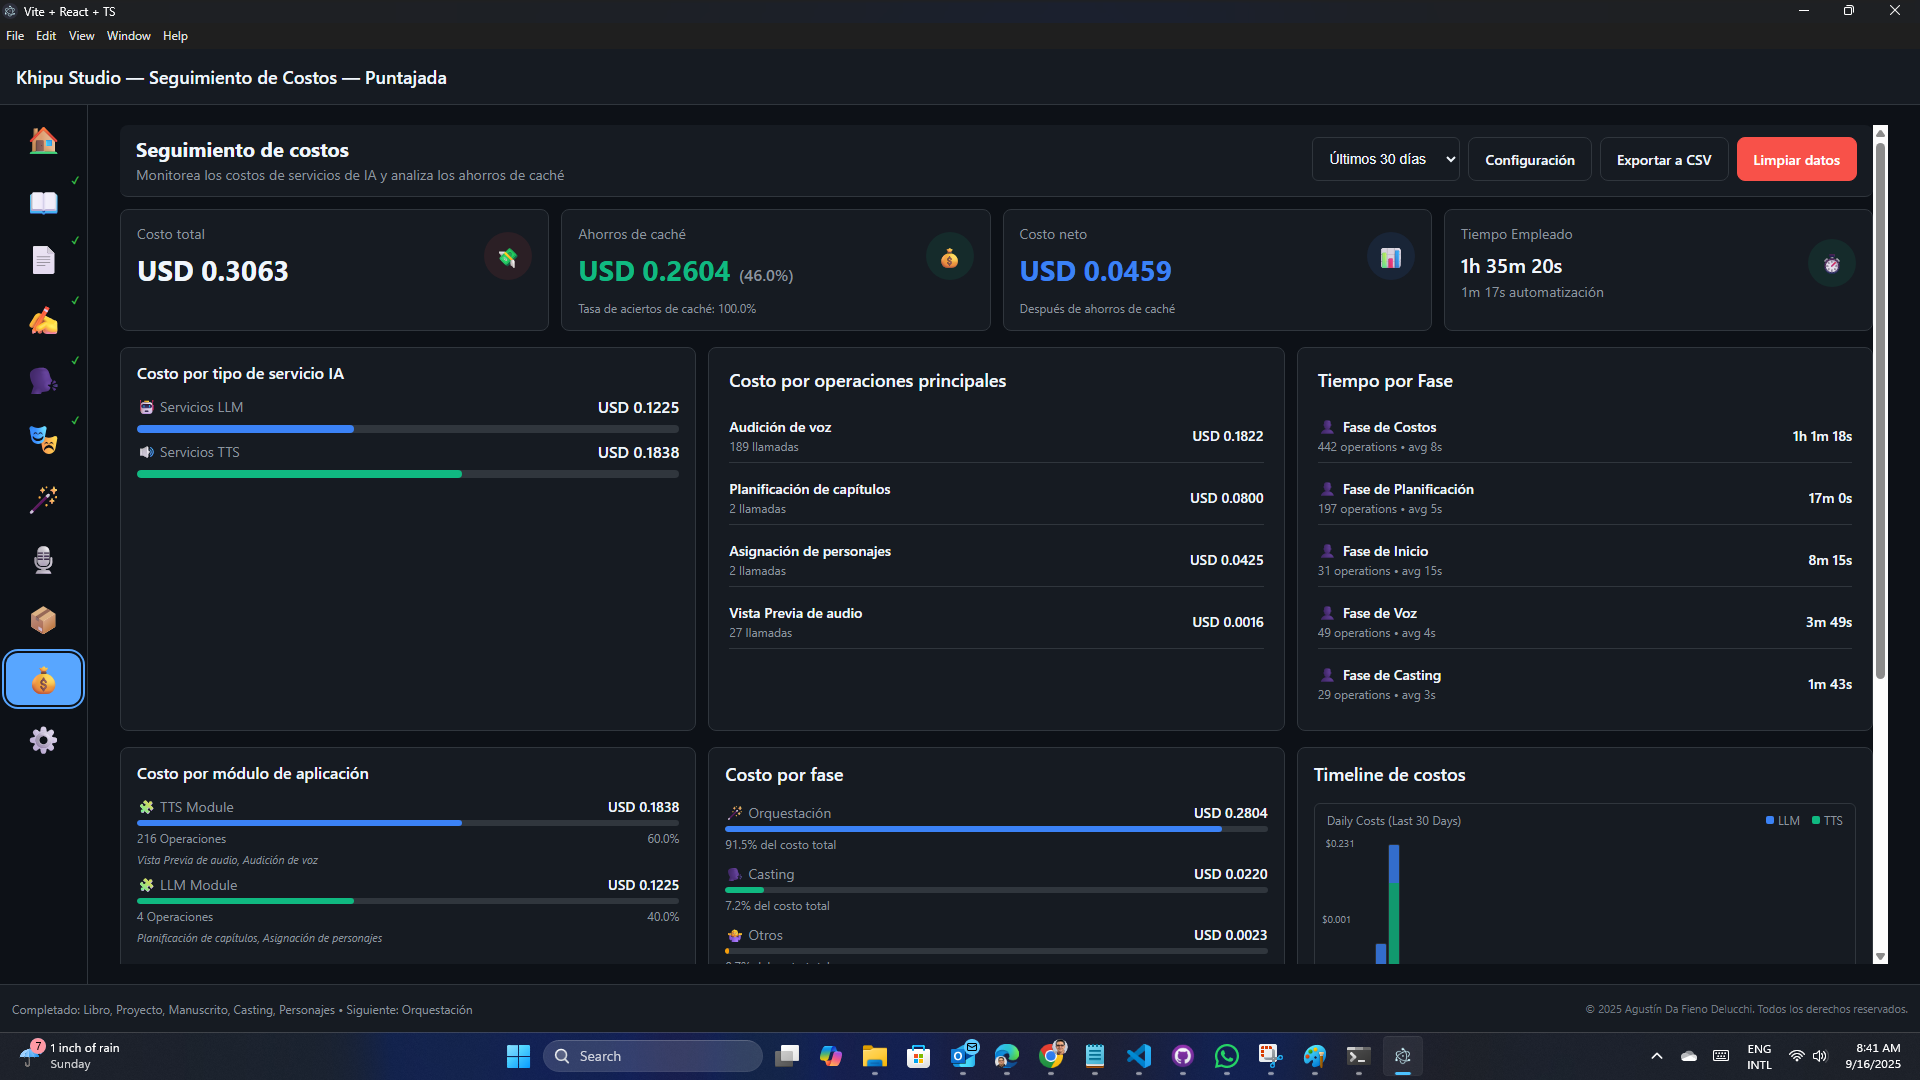 Vite + React + TS
File Edit View Window Help
Khipu Studio — Seguimiento de Costos — Puntajada
Seguimiento de costos
Monitorea los costos de servicios de IA y analiza los ahorros de caché
Últimos 30 días
Configuración
Exportar a CSV
Limpiar datos
Costo total
USD 0.3063
Ahorros de caché
USD 0.2604 (46.0%)
Tasa de aciertos de caché: 100.0%
Costo neto
USD 0.0459
Después de ahorros de caché
Tiempo Empleado
1h 35m 20s
1m 17s automatización
Costo por tipo de servicio IA
Servicios LLM USD 0.1225
Servicios TTS USD 0.1838
Costo por operaciones principales
Audición de voz
189 llamadas
USD 0.1822
Planificación de capítulos
2 llamadas
USD 0.0800
Asignación de personajes
2 llamadas
USD 0.0425
Vista Previa de audio
27 llamadas
USD 0.0016
Tiempo por Fase
Fase de Costos
442 operations • avg 8s
1h 1m 18s
Fase de Planificación
197 operations • avg 5s
17m 0s
Fase de Inicio
31 operations • avg 15s
8m 15s
Fase de Voz
49 operations • avg 4s
3m 49s
Fase de Casting
29 operations • avg 3s
1m 43s
Costo por módulo de aplicación
TTS Module USD 0.1838
216 Operaciones 60.0%
Vista Previa de audio, Audición de voz
LLM Module USD 0.1225
4 Operaciones 40.0%
Planificación de capítulos, Asignación de personajes
Costo por fase
Orquestación USD 0.2804
91.5% del costo total
Casting USD 0.0220
7.2% del costo total
Otros USD 0.0023
Timeline de costos
Daily Costs (Last 30 Days) LLM TTS
$0.231
$0.001
Completado: Libro, Proyecto, Manuscrito, Casting, Personajes • Siguiente: Orquestación
© 2025 Agustín Da Fieno Delucchi. Todos los derechos reservados.
7
1 inch of rain
Sunday
Search
ENG
INTL
8:41 AM
9/16/2025